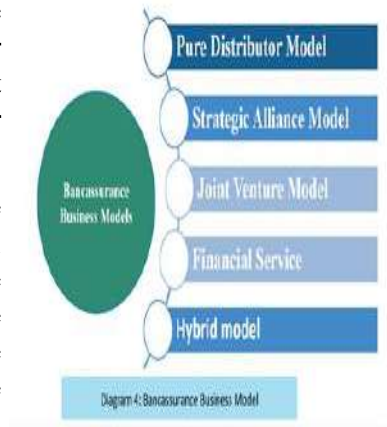 Pure Distributor Model
Strategic Alliance Model
Bancassurance
Business Models
Joint Venture Model
Financial Service
Hybrid model
Diagram 4: Bancassurance Business Model